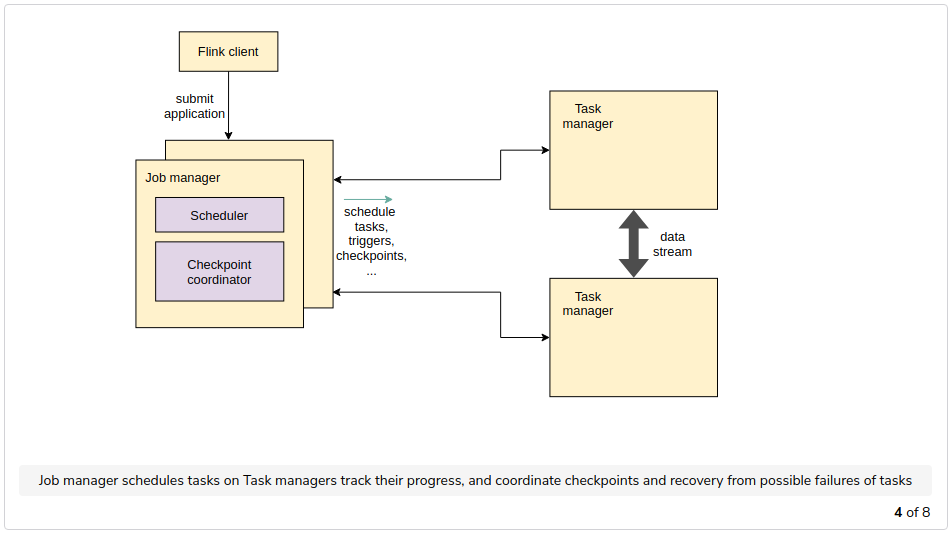 Flink client
submit
application
Job manager
Scheduler
Checkpoint
coordinator
schedule
tasks,
triggers,
checkpoints,
...
Task
manager
data
stream
Task
manager
Job manager schedules tasks on Task managers track their progress, and coordinate checkpoints and recovery from possible failures of tasks
4 of 8